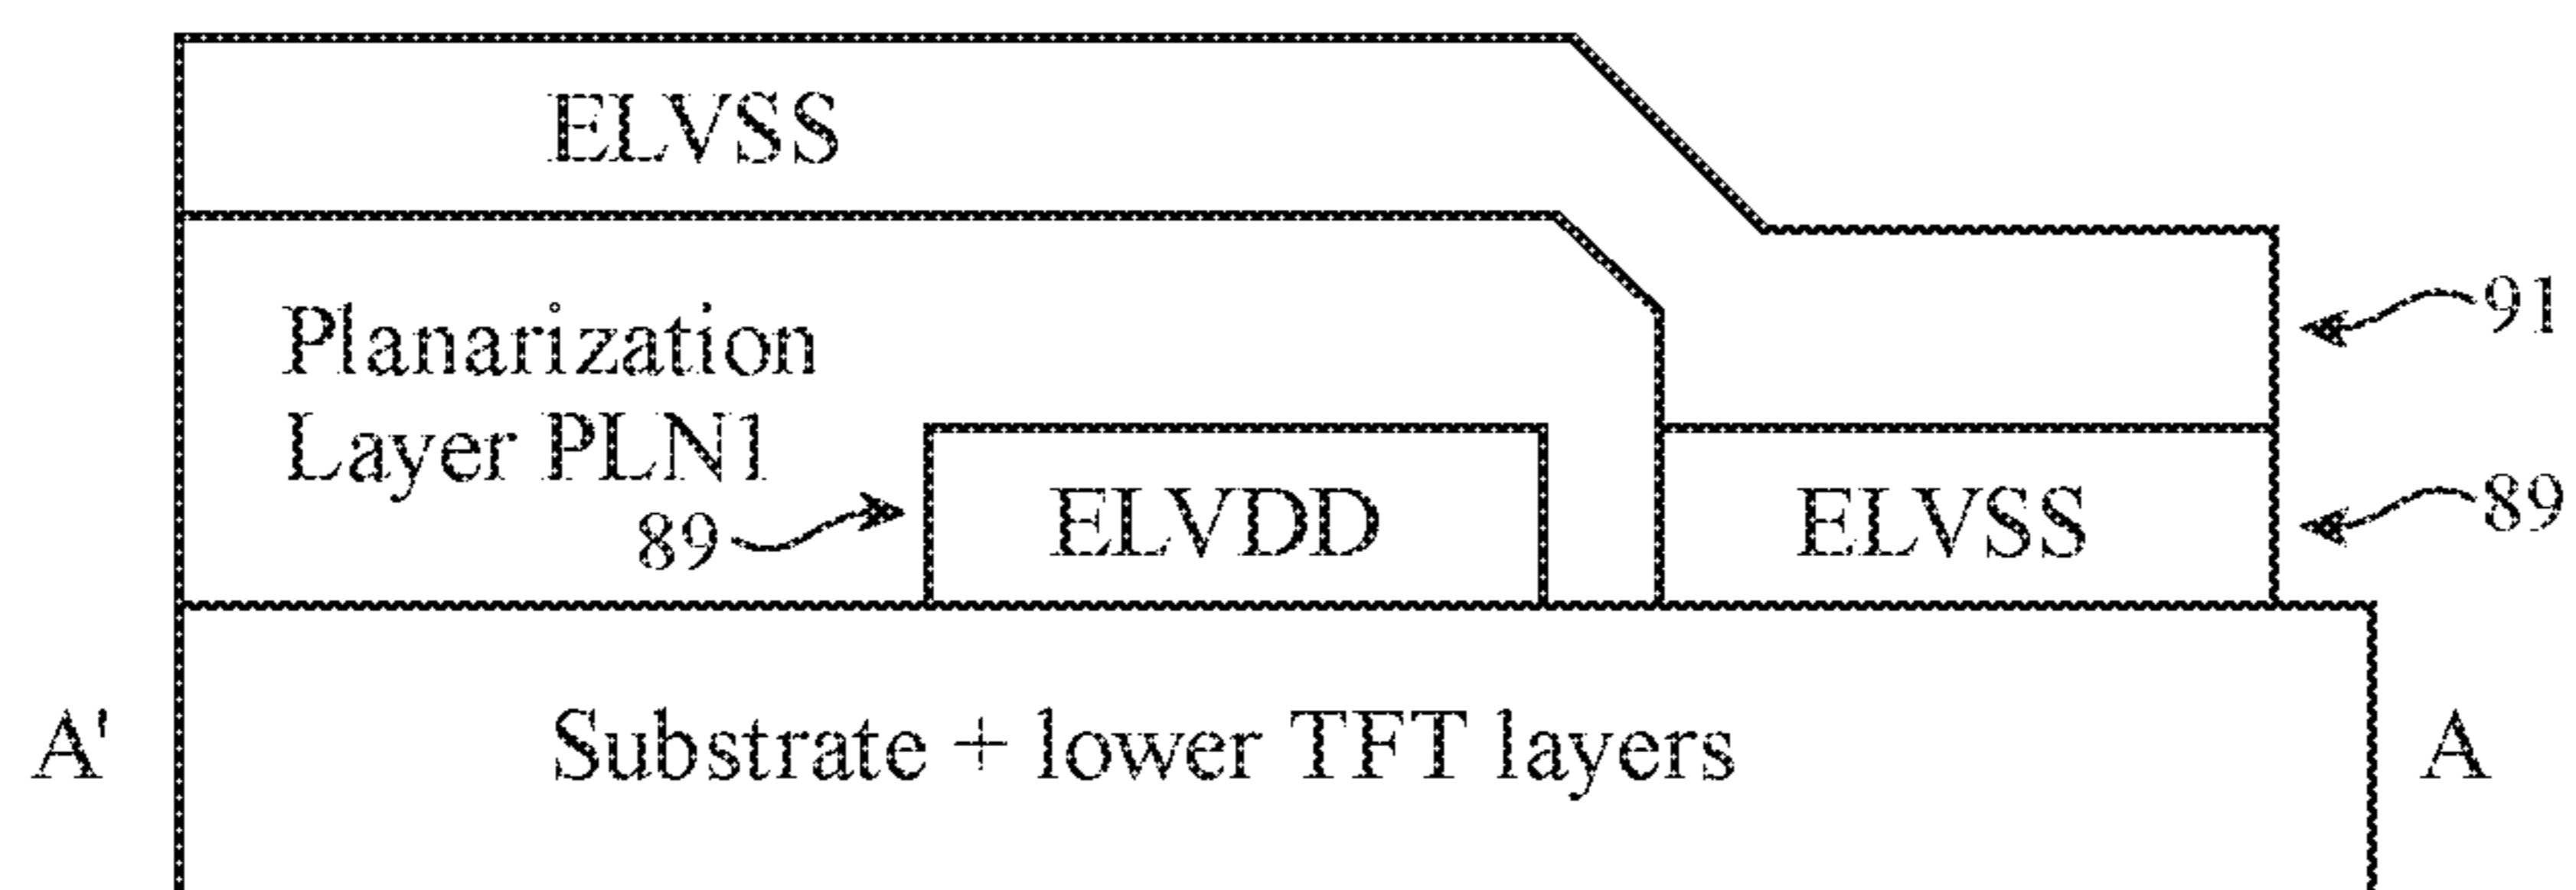 ELVSS
Planarization
Layer PLN1
91
89
ELVDD
ELVSS
89
A'
Substrate + lower TFT layers
A